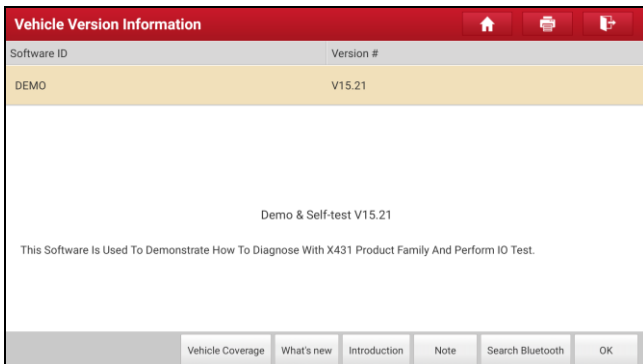 Vehicle Version Information
Software ID Version #
DEMO V15.21
Demo & Self-test V15.21
This Software Is Used To Demonstrate How To Diagnose With X431 Product Family And Perform IO Test.
Vehicle Coverage What's new Introduction Note Search Bluetooth OK